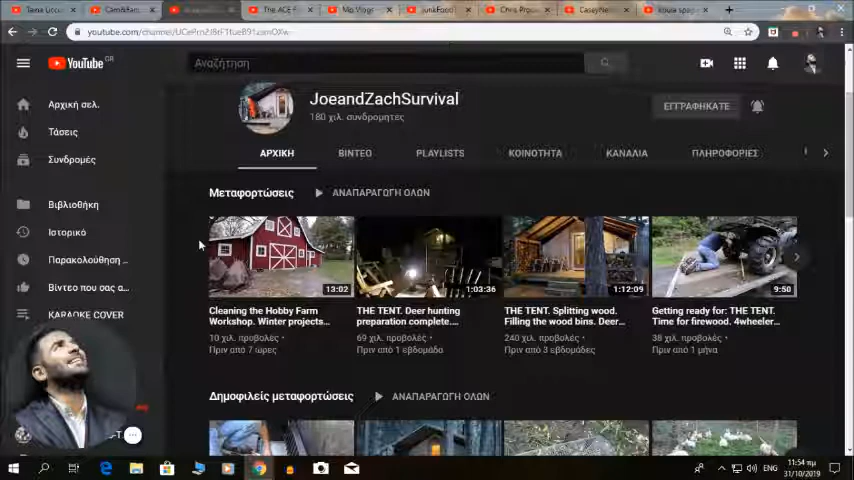 Cam&Fam
The ACE F
Mo Vlogs
JunkFood
CaseyNe
youtube.com/channel/
YouTube GR
Αναζήτηση
Αρχική σελ.
Τάσεις
Συνδρομές
Βιβλιοθήκη
Ιστορικό
Παρακολούθηση ...
Βίντεο που σας α...
KARAOKE COVER
JoeandZachSurvival
180 χιλ. συνδρομητές
ΕΓΓΡΑΦΗΚΑΤΕ
ΑΡΧΙΚΗ ΒΙΝΤΕΟ PLAYLISTS ΚΟΙΝΟΤΗΤΑ ΚΑΝΑΛΙΑ ΠΛΗΡΟΦΟΡΙΕΣ
Μεταφορτώσεις ΑΝΑΠΑΡΑΓΩΓΗ ΟΛΩΝ
13:02 1:03:36 1:12:09 9:50
Cleaning the Hobby Farm
Workshop. Winter projects...
10 χιλ. προβολές •
Πριν από 7 ώρες
THE TENT. Deer hunting
preparation complete....
69 χιλ. προβολές •
Πριν από 1 εβδομάδα
THE TENT. Splitting wood.
Filling the wood bins. Deer...
240 χιλ. προβολές •
Πριν από 3 εβδομάδες
Getting ready for: THE TENT.
Time for firewood. 4wheeler...
38 χιλ. προβολές •
Πριν από 1 μήνα
Δημοφιλείς μεταφορτώσεις ΑΝΑΠΑΡΑΓΩΓΗ ΟΛΩΝ
ENG
11:54 πμ
31/10/2019